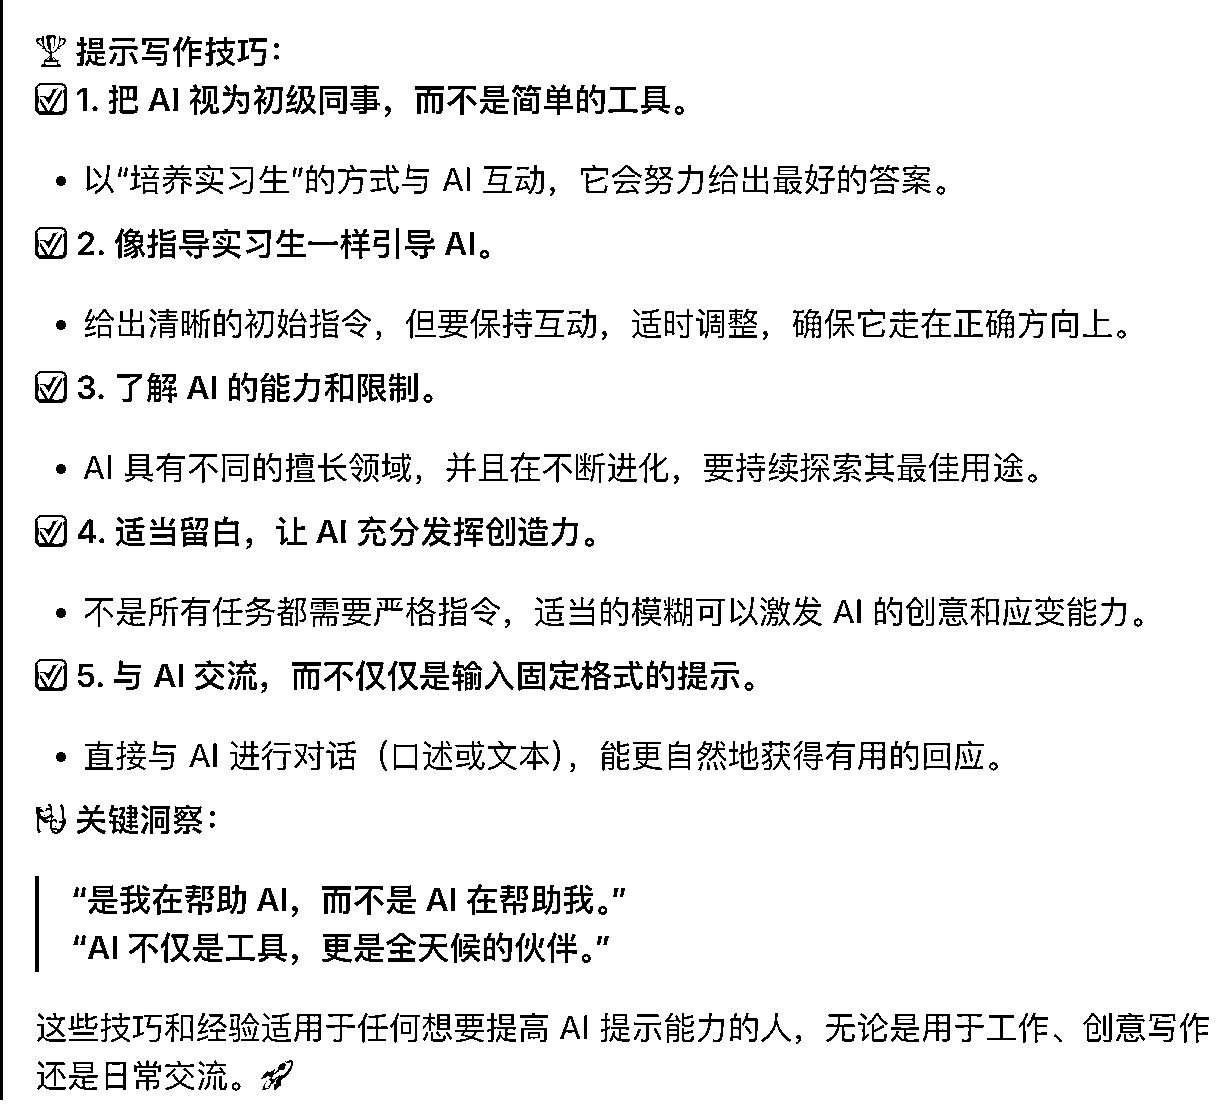 🏆 提示写作技巧：
☑ 1. 把 AI 视为初级同事，而不是简单的工具。
• 以“培养实习生”的方式与 AI 互动，它会努力给出最好的答案。
☑ 2. 像指导实习生一样引导 AI。
• 给出清晰的初始指令，但要保持互动，适时调整，确保它走在正确方向上。
☑ 3. 了解 AI 的能力和限制。
• AI 具有不同的擅长领域，并且在不断进化，要持续探索其最佳用途。
☑ 4. 适当留白，让 AI 充分发挥创造力。
• 不是所有任务都需要严格指令，适当的模糊可以激发 AI 的创意和应变能力。
☑ 5. 与 AI 交流，而不仅仅是输入固定格式的提示。
• 直接与 AI 进行对话（口述或文本），能更自然地获得有用的回应。
关键洞察：
“是我在帮助 AI，而不是 AI 在帮助我。”
“AI 不仅是工具，更是全天候的伙伴。”
这些技巧和经验适用于任何想要提高 AI 提示能力的人，无论是用于工作、创意写作
还是日常交流。🚀